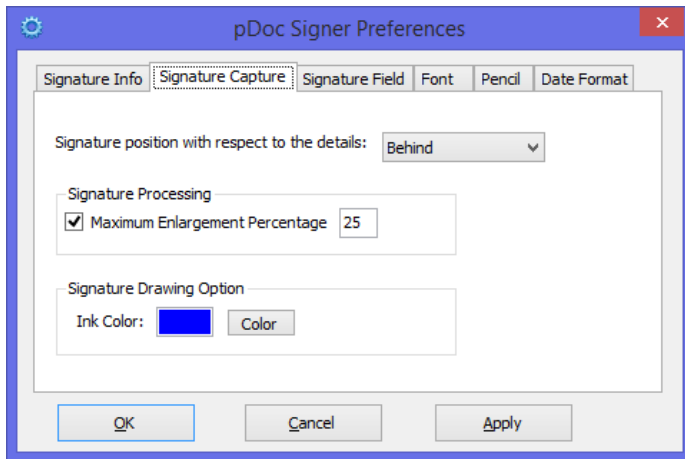 pDoc Signer Preferences
Signature Info Signature Capture Signature Field Font Pencil Date Format
Signature position with respect to the details: Behind
Signature Processing
Maximum Enlargement Percentage 25
Signature Drawing Option
Ink Color: Color
OK Cancel Apply